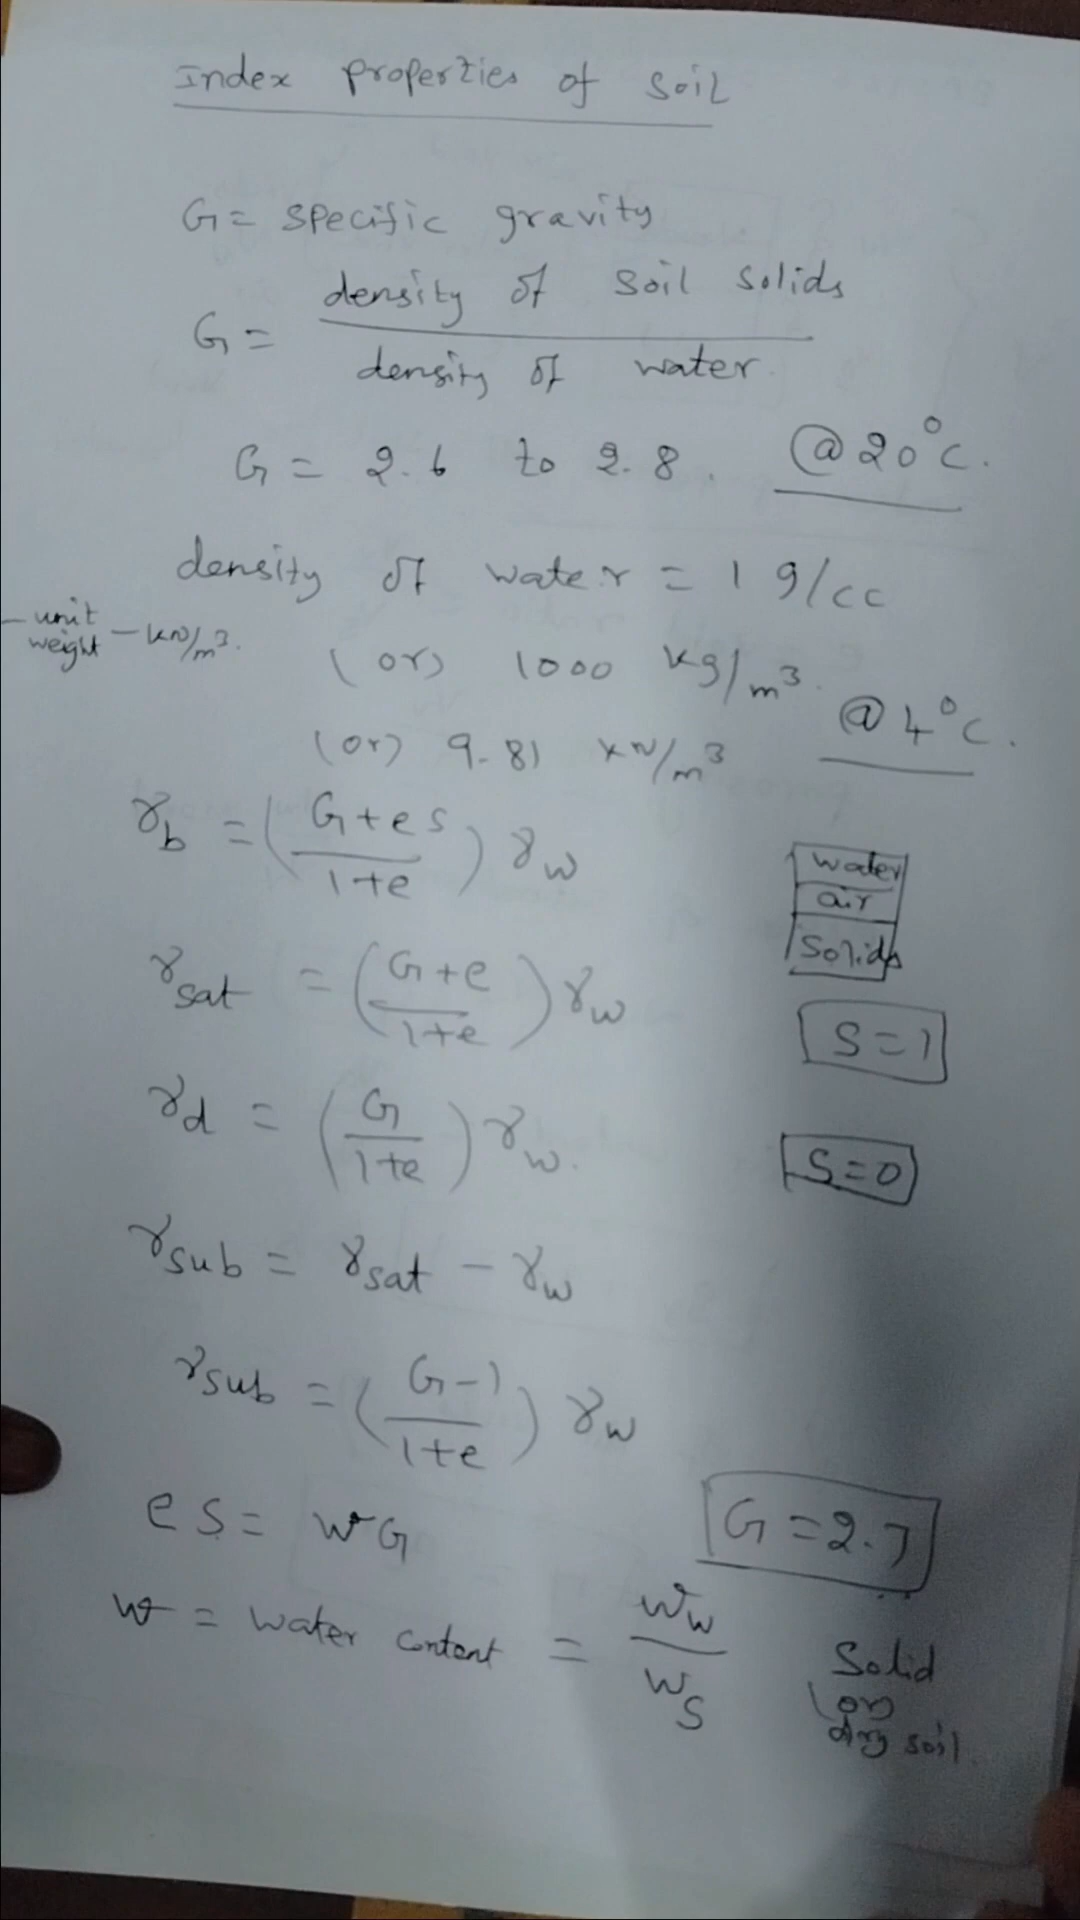 Index properties of soil
G = specific gravity
G = density of soil solids / density of water
G = 2.6 to 2.8. @ 20°C.
density of water = 1 g/cc
- unit weight - kN/m³.
(or) 1000 kg/m³.
@ 4°C.
(or) 9.81 kN/m³
γb = (G+es / 1+e) γw
water
air
Solids
γsat = (G+e / 1+e) γw
S=1
γd = (G / 1+e) γw.
S=0
γsub = γsat - γw
γsub = (G-1 / 1+e) γw
es = wG
G = 2.7
w = water content = Ww / Ws
Solid
(or)
dry soil.